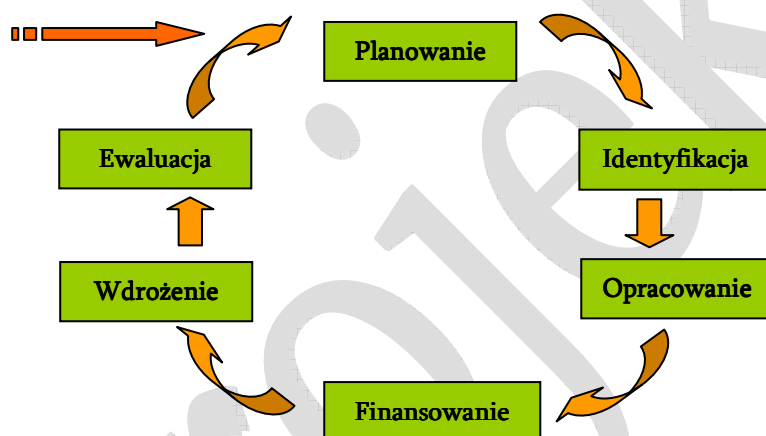 Planowanie
Identyfikacja
Opracowanie
Finansowanie
Wdrożenie
Ewaluacja